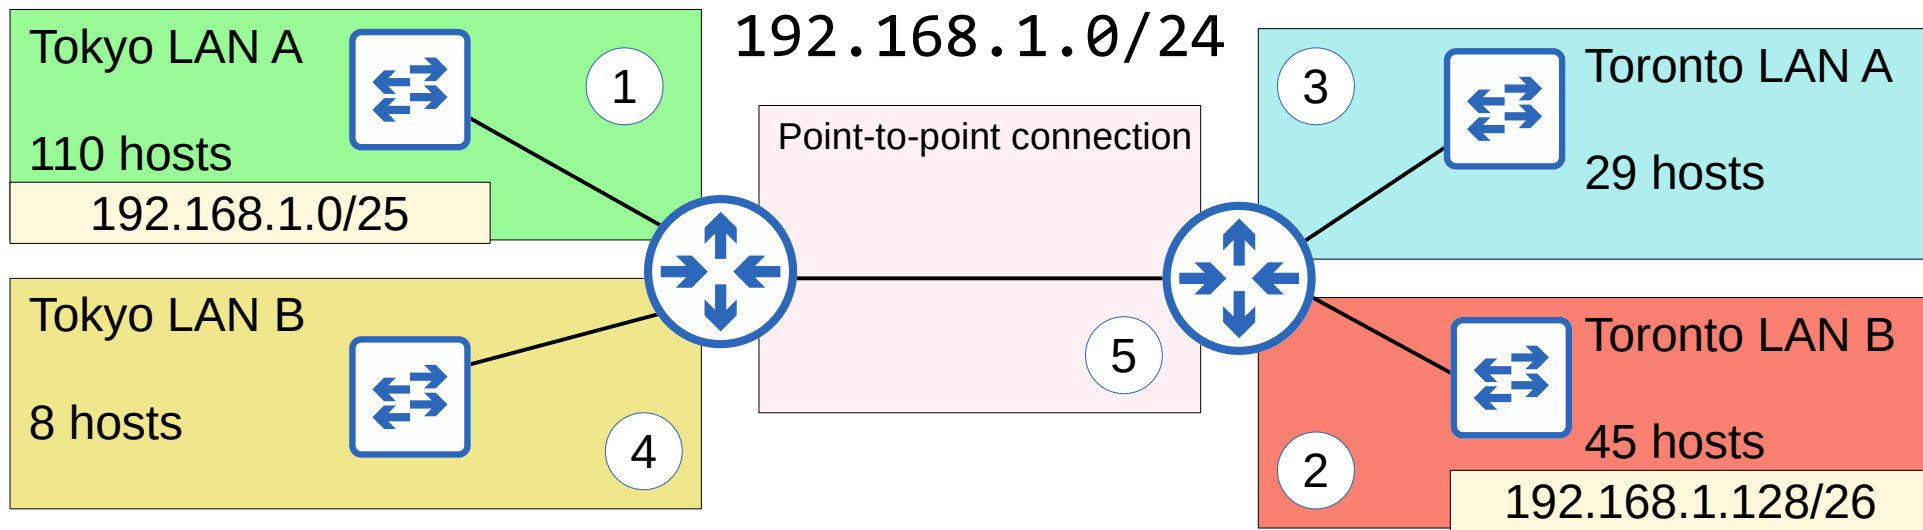 192.168.1.0/24
Tokyo LAN A
1
110 hosts
192.168.1.0/25
Point-to-point connection
3
Toronto LAN A
29 hosts
Tokyo LAN B
8 hosts
4
5
Toronto LAN B
45 hosts
2
192.168.1.128/26